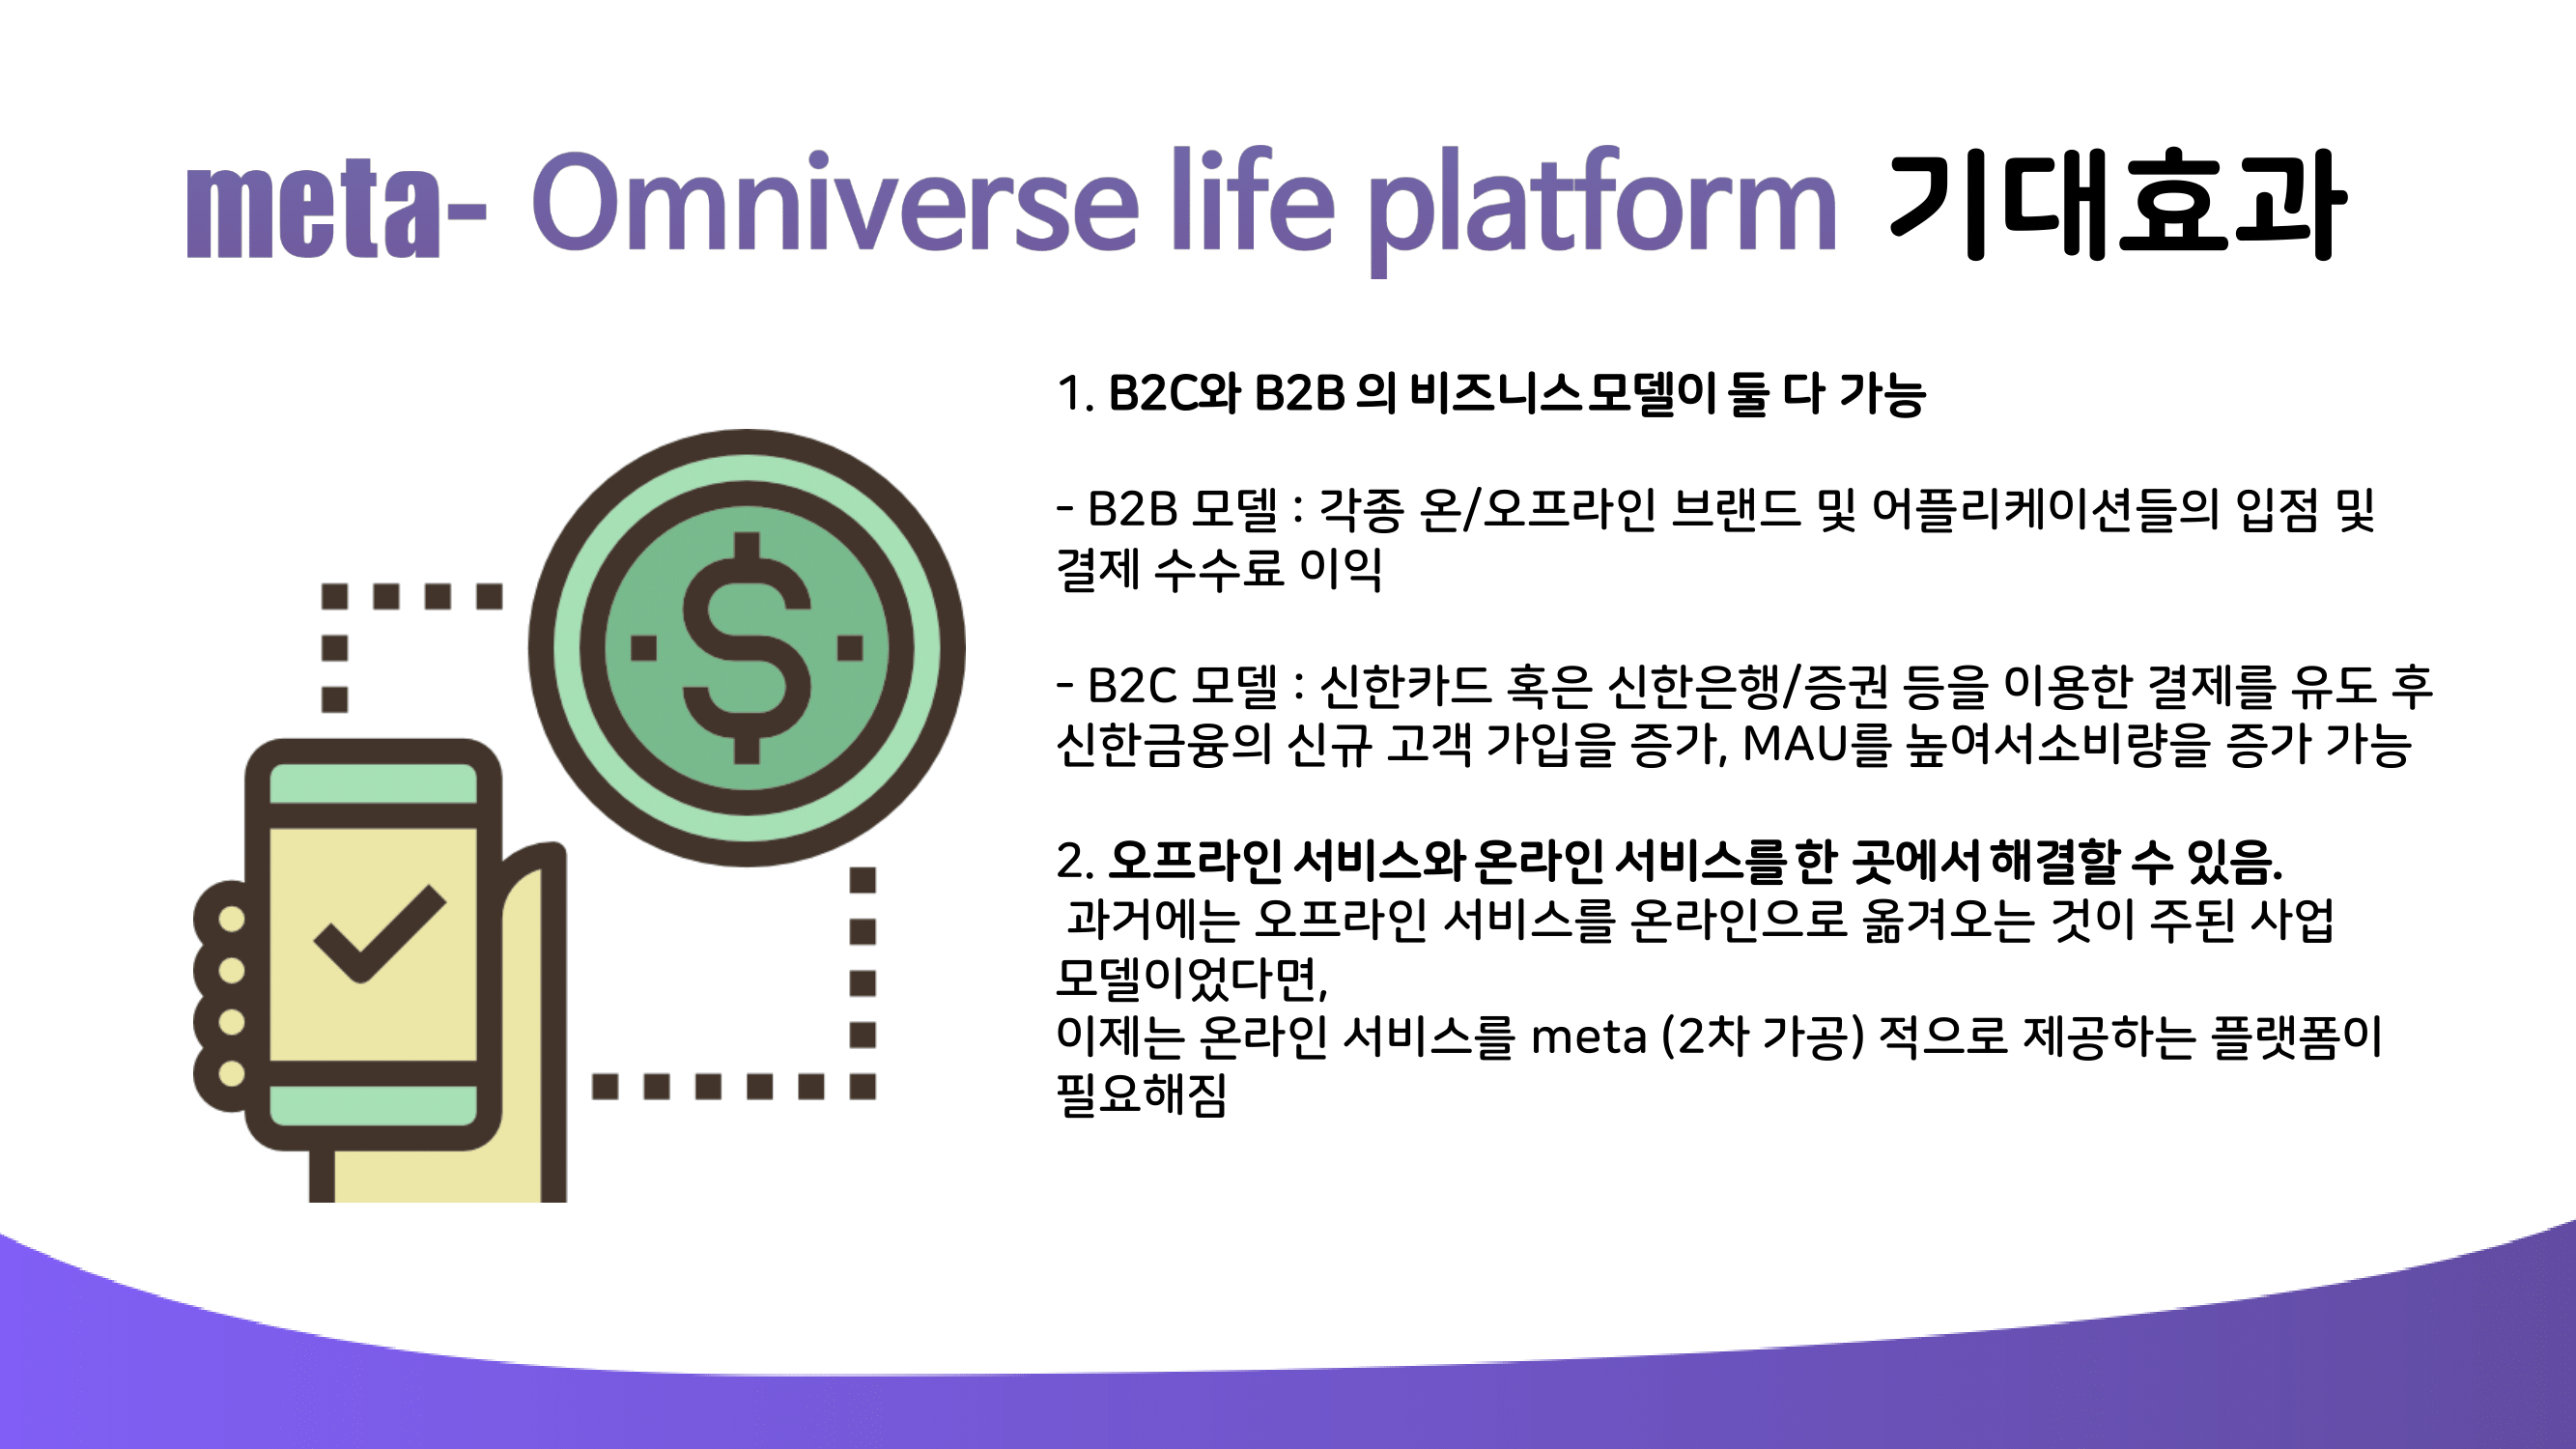 meta- Omniverse life platform 기대효과
1. B2C와 B2B의 비즈니스모델이 둘 다 가능
- B2B 모델 : 각종 온/오프라인 브랜드 및 어플리케이션들의 입점 및
결제 수수료 이익
- B2C 모델 : 신한카드 혹은 신한은행/증권 등을 이용한 결제를 유도 후
신한금융의 신규 고객 가입을 증가, MAU를 높여서소비량을 증가 가능
2. 오프라인 서비스와 온라인 서비스를 한 곳에서 해결할 수 있음.
과거에는 오프라인 서비스를 온라인으로 옮겨오는 것이 주된 사업
모델이었다면,
이제는 온라인 서비스를 meta (2차 가공) 적으로 제공하는 플랫폼이
필요해짐